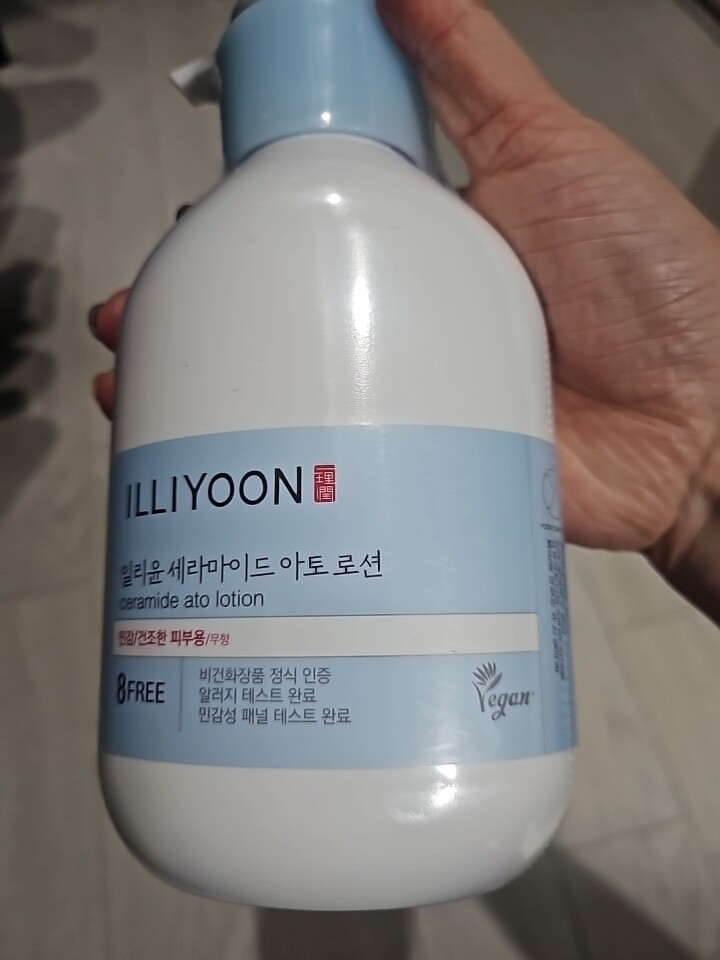 ILLIYOON 理潤
일리윤 세라마이드 아토 로션
ceramide ato lotion
민감/건조한 피부용/무향
8FREE
비건화장품 정식 인증
알러지 테스트 완료
민감성 패널 테스트 완료
Vegan